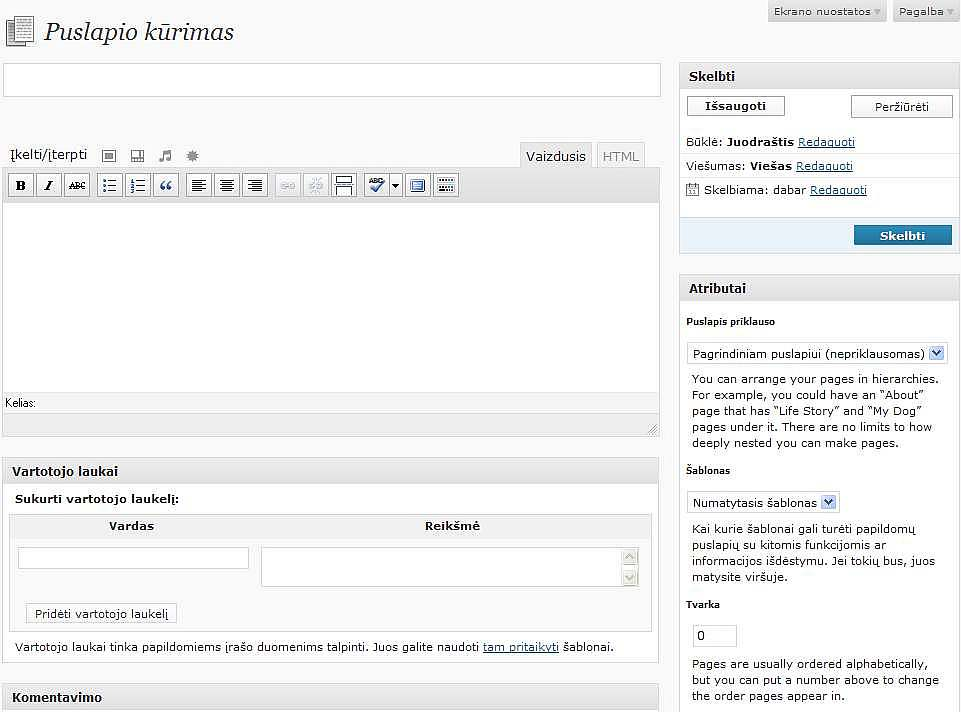 Ekrano nuostatos
Pagalba
Puslapio kūrimas
Įkelti/įterpti
Vaizdusis
HTML
B
I
ABC
ABC
Kelias:
Vartotojo laukai
Sukurti vartotojo laukelį:
Vardas
Reikšmė
Pridėti vartotojo laukelį
Vartotojo laukai tinka papildomiems įrašo duomenims talpinti. Juos galite naudoti tam pritaikyti šablonai.
Komentavimo
Skelbti
Išsaugoti
Peržiūrėti
Būklė: Juodraštis Redaguoti
Viešumas: Viešas Redaguoti
Skelbiama: dabar Redaguoti
Skelbti
Atributai
Puslapis priklauso
Pagrindiniam puslapiui (nepriklausomas)
You can arrange your pages in hierarchies.
For example, you could have an “About”
page that has “Life Story” and “My Dog”
pages under it. There are no limits to how
deeply nested you can make pages.
Šablonas
Numatytasis šablonas
Kai kurie šablonai gali turėti papildomų
puslapių su kitomis funkcijomis ar
informacijos išdėstymu. Jei tokių bus, juos
matysite viršuje.
Tvarka
0
Pages are usually ordered alphabetically,
but you can put a number above to change
the order pages appear in.